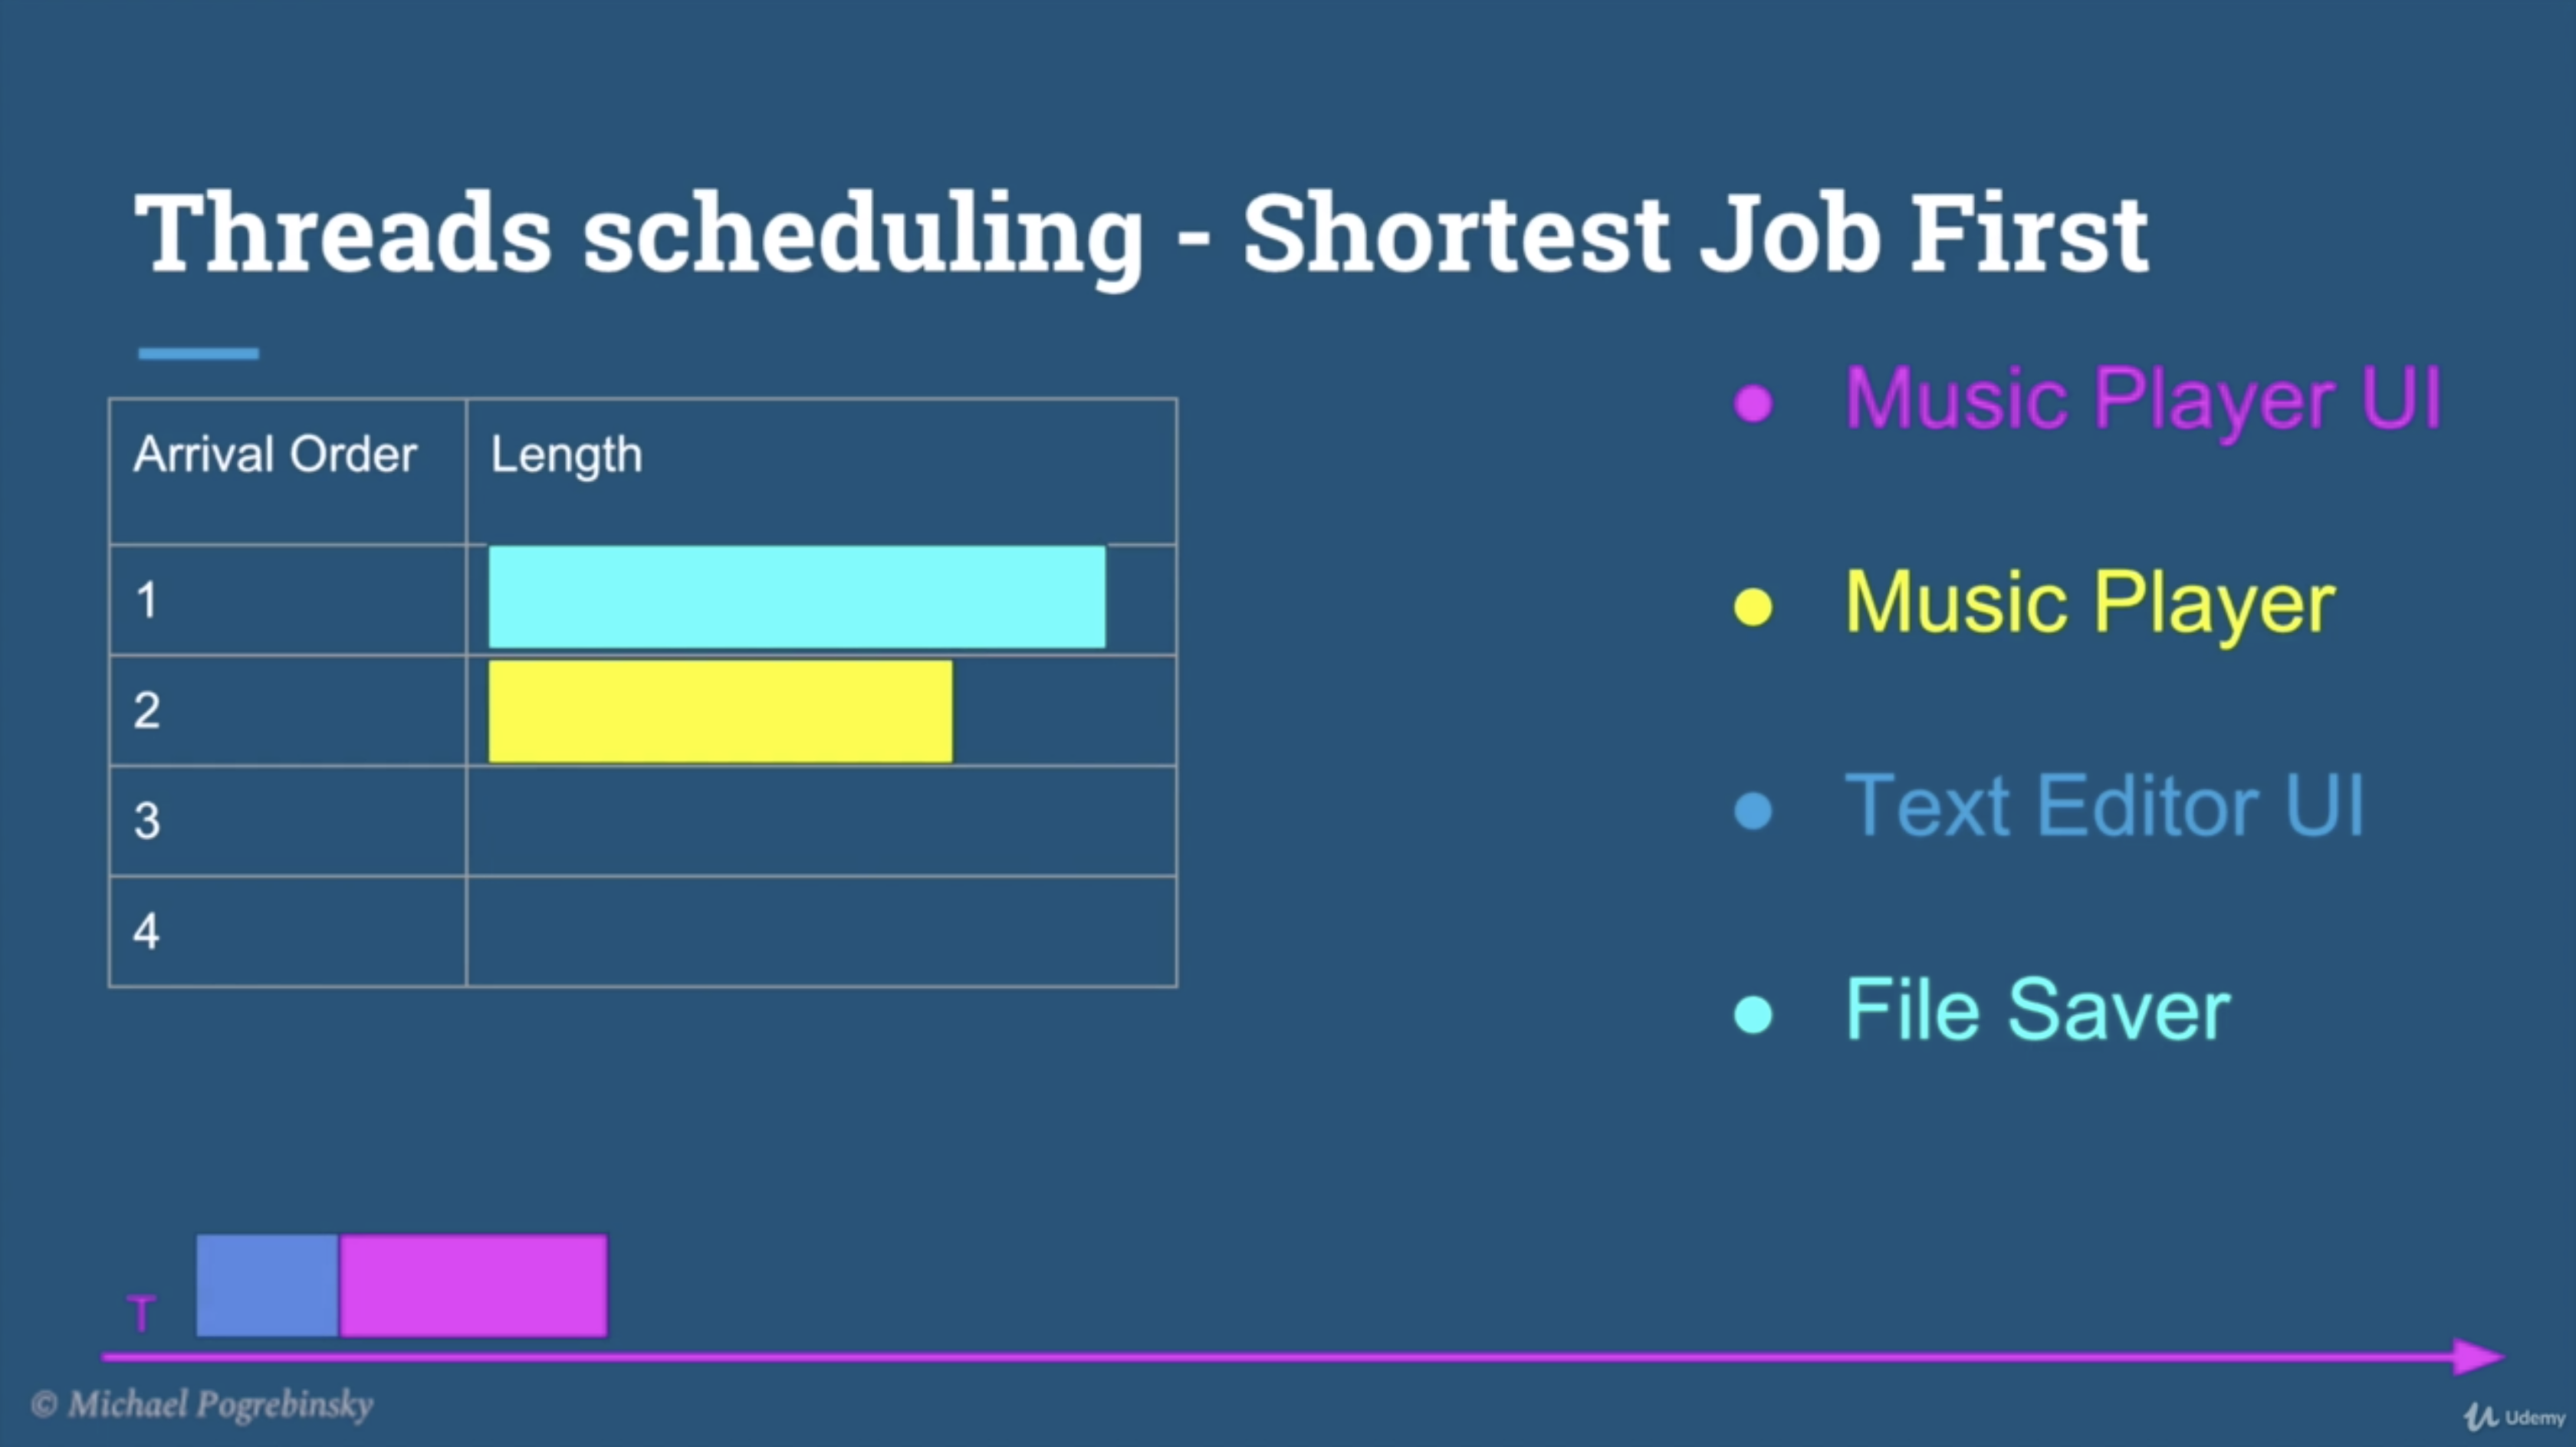 Threads scheduling - Shortest Job First
Arrival Order Length
1
2
3
4
Music Player UI
Music Player
Text Editor UI
File Saver
T
© Michael Pogrebinsky
Udemy